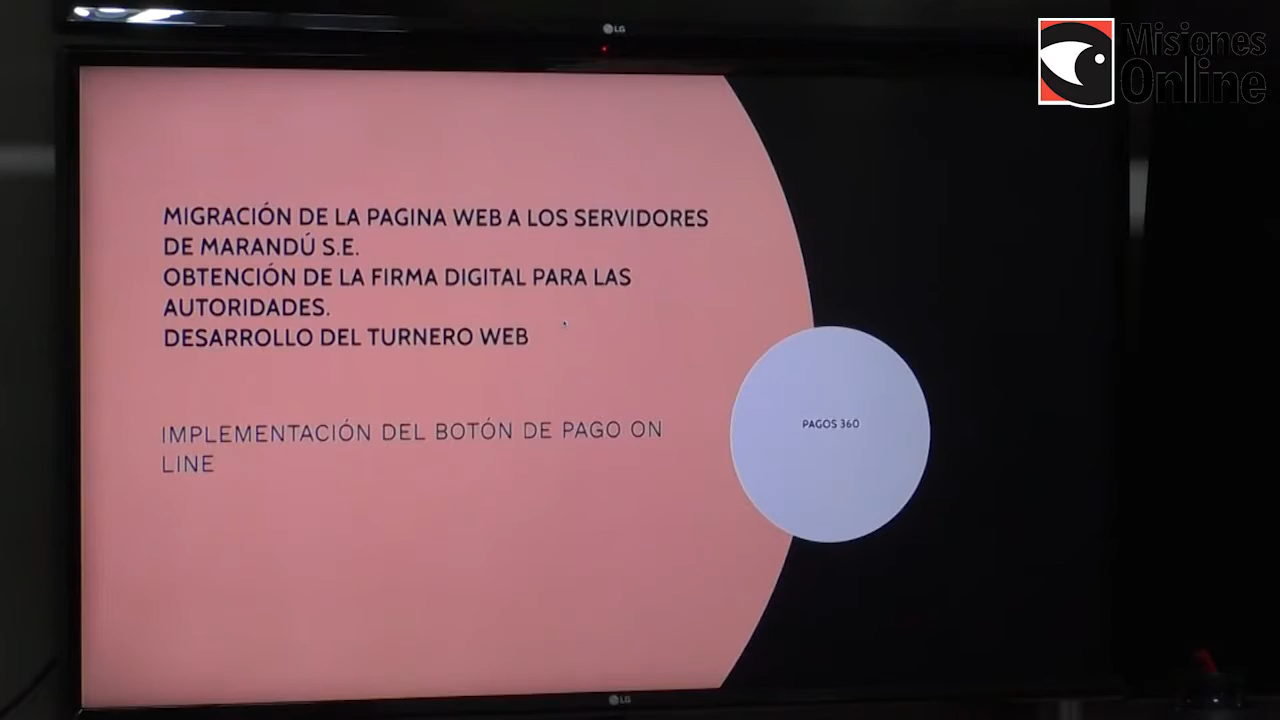 LG
Misiones
Online
MIGRACIÓN DE LA PAGINA WEB A LOS SERVIDORES
DE MARANDÚ S.E.
OBTENCIÓN DE LA FIRMA DIGITAL PARA LAS
AUTORIDADES.
DESARROLLO DEL TURNERO WEB
IMPLEMENTACIÓN DEL BOTÓN DE PAGO ON
LINE
PAGOS 360
LG